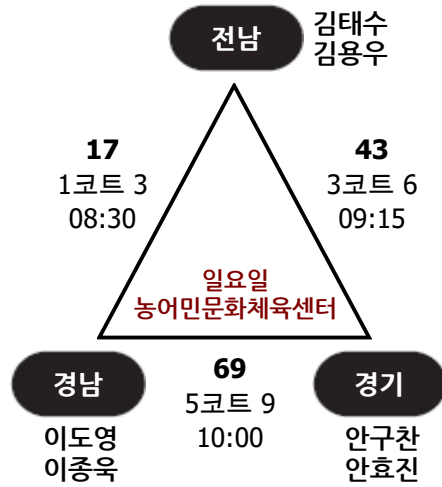 전남
김태수
김용우
17
1코트 3
08:30
43
3코트 6
09:15
일요일
농어민문화체육센터
경남
이도영
이종욱
69
5코트 9
10:00
경기
안구찬
안효진